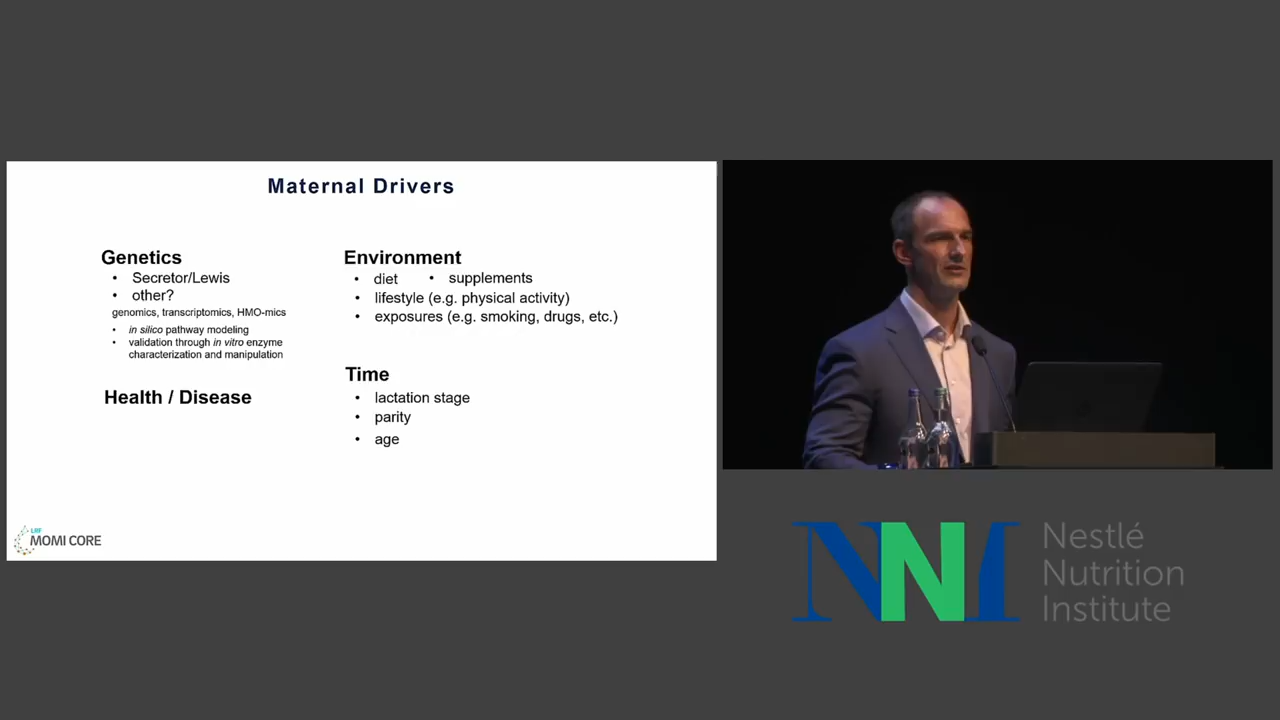 Maternal Drivers
Genetics
• Secretor/Lewis
• other?
genomics, transcriptomics, HMO-mics
• in silico pathway modeling
• validation through in vitro enzyme
characterization and manipulation
Health / Disease
Environment
• diet • supplements
• lifestyle (e.g. physical activity)
• exposures (e.g. smoking, drugs, etc.)
Time
• lactation stage
• parity
• age
LRF
MOMI CORE
NNI
Nestlé
Nutrition
Institute